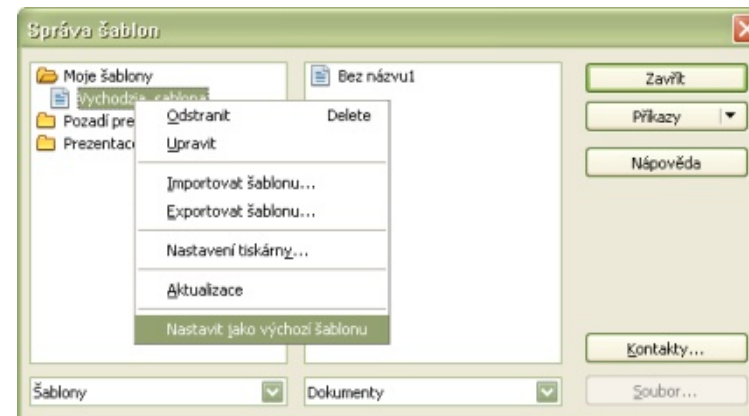 Správa šablon
Moje šablony
Vychodzia_sablona
Pozadí pre
Prezentac
Odstranit Delete
Upravit
Importovat šablonu...
Exportovat šablonu...
Nastavení tiskárny...
Aktualizace
Nastavit jako výchozí šablonu
Bez názvu1
Zavřít
Příkazy
Nápověda
Kontakty...
Soubor...
Šablony
Dokumenty